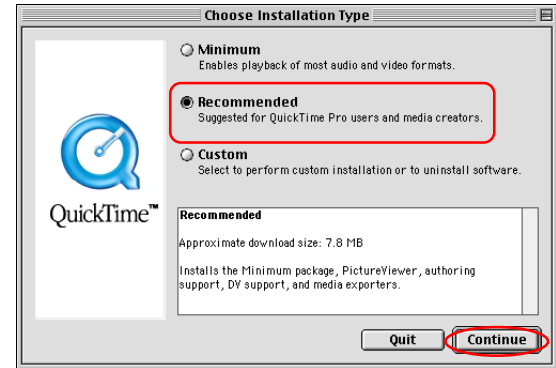 Choose Installation Type
Minimum
Enables playback of most audio and video formats.
Recommended
Suggested for QuickTime Pro users and media creators.
Custom
Select to perform custom installation or to uninstall software.
QuickTime™
Recommended
Approximate download size: 7.8 MB
Installs the Minimum package, PictureViewer, authoring
support, DV support, and media exporters.
Quit
Continue